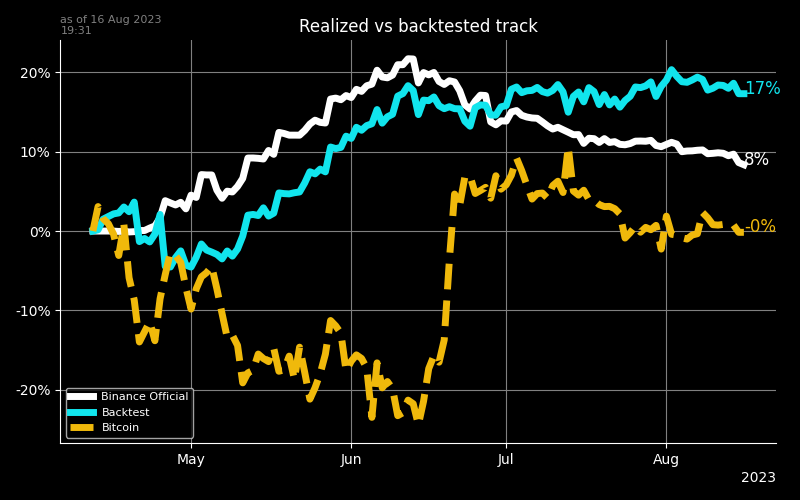 as of 16 Aug 2023
19:31
Realized vs backtested track
20%
10%
0%
-10%
-20%
17%
8%
-0%
Binance Official
Backtest
Bitcoin
May
Jun
Jul
Aug
2023